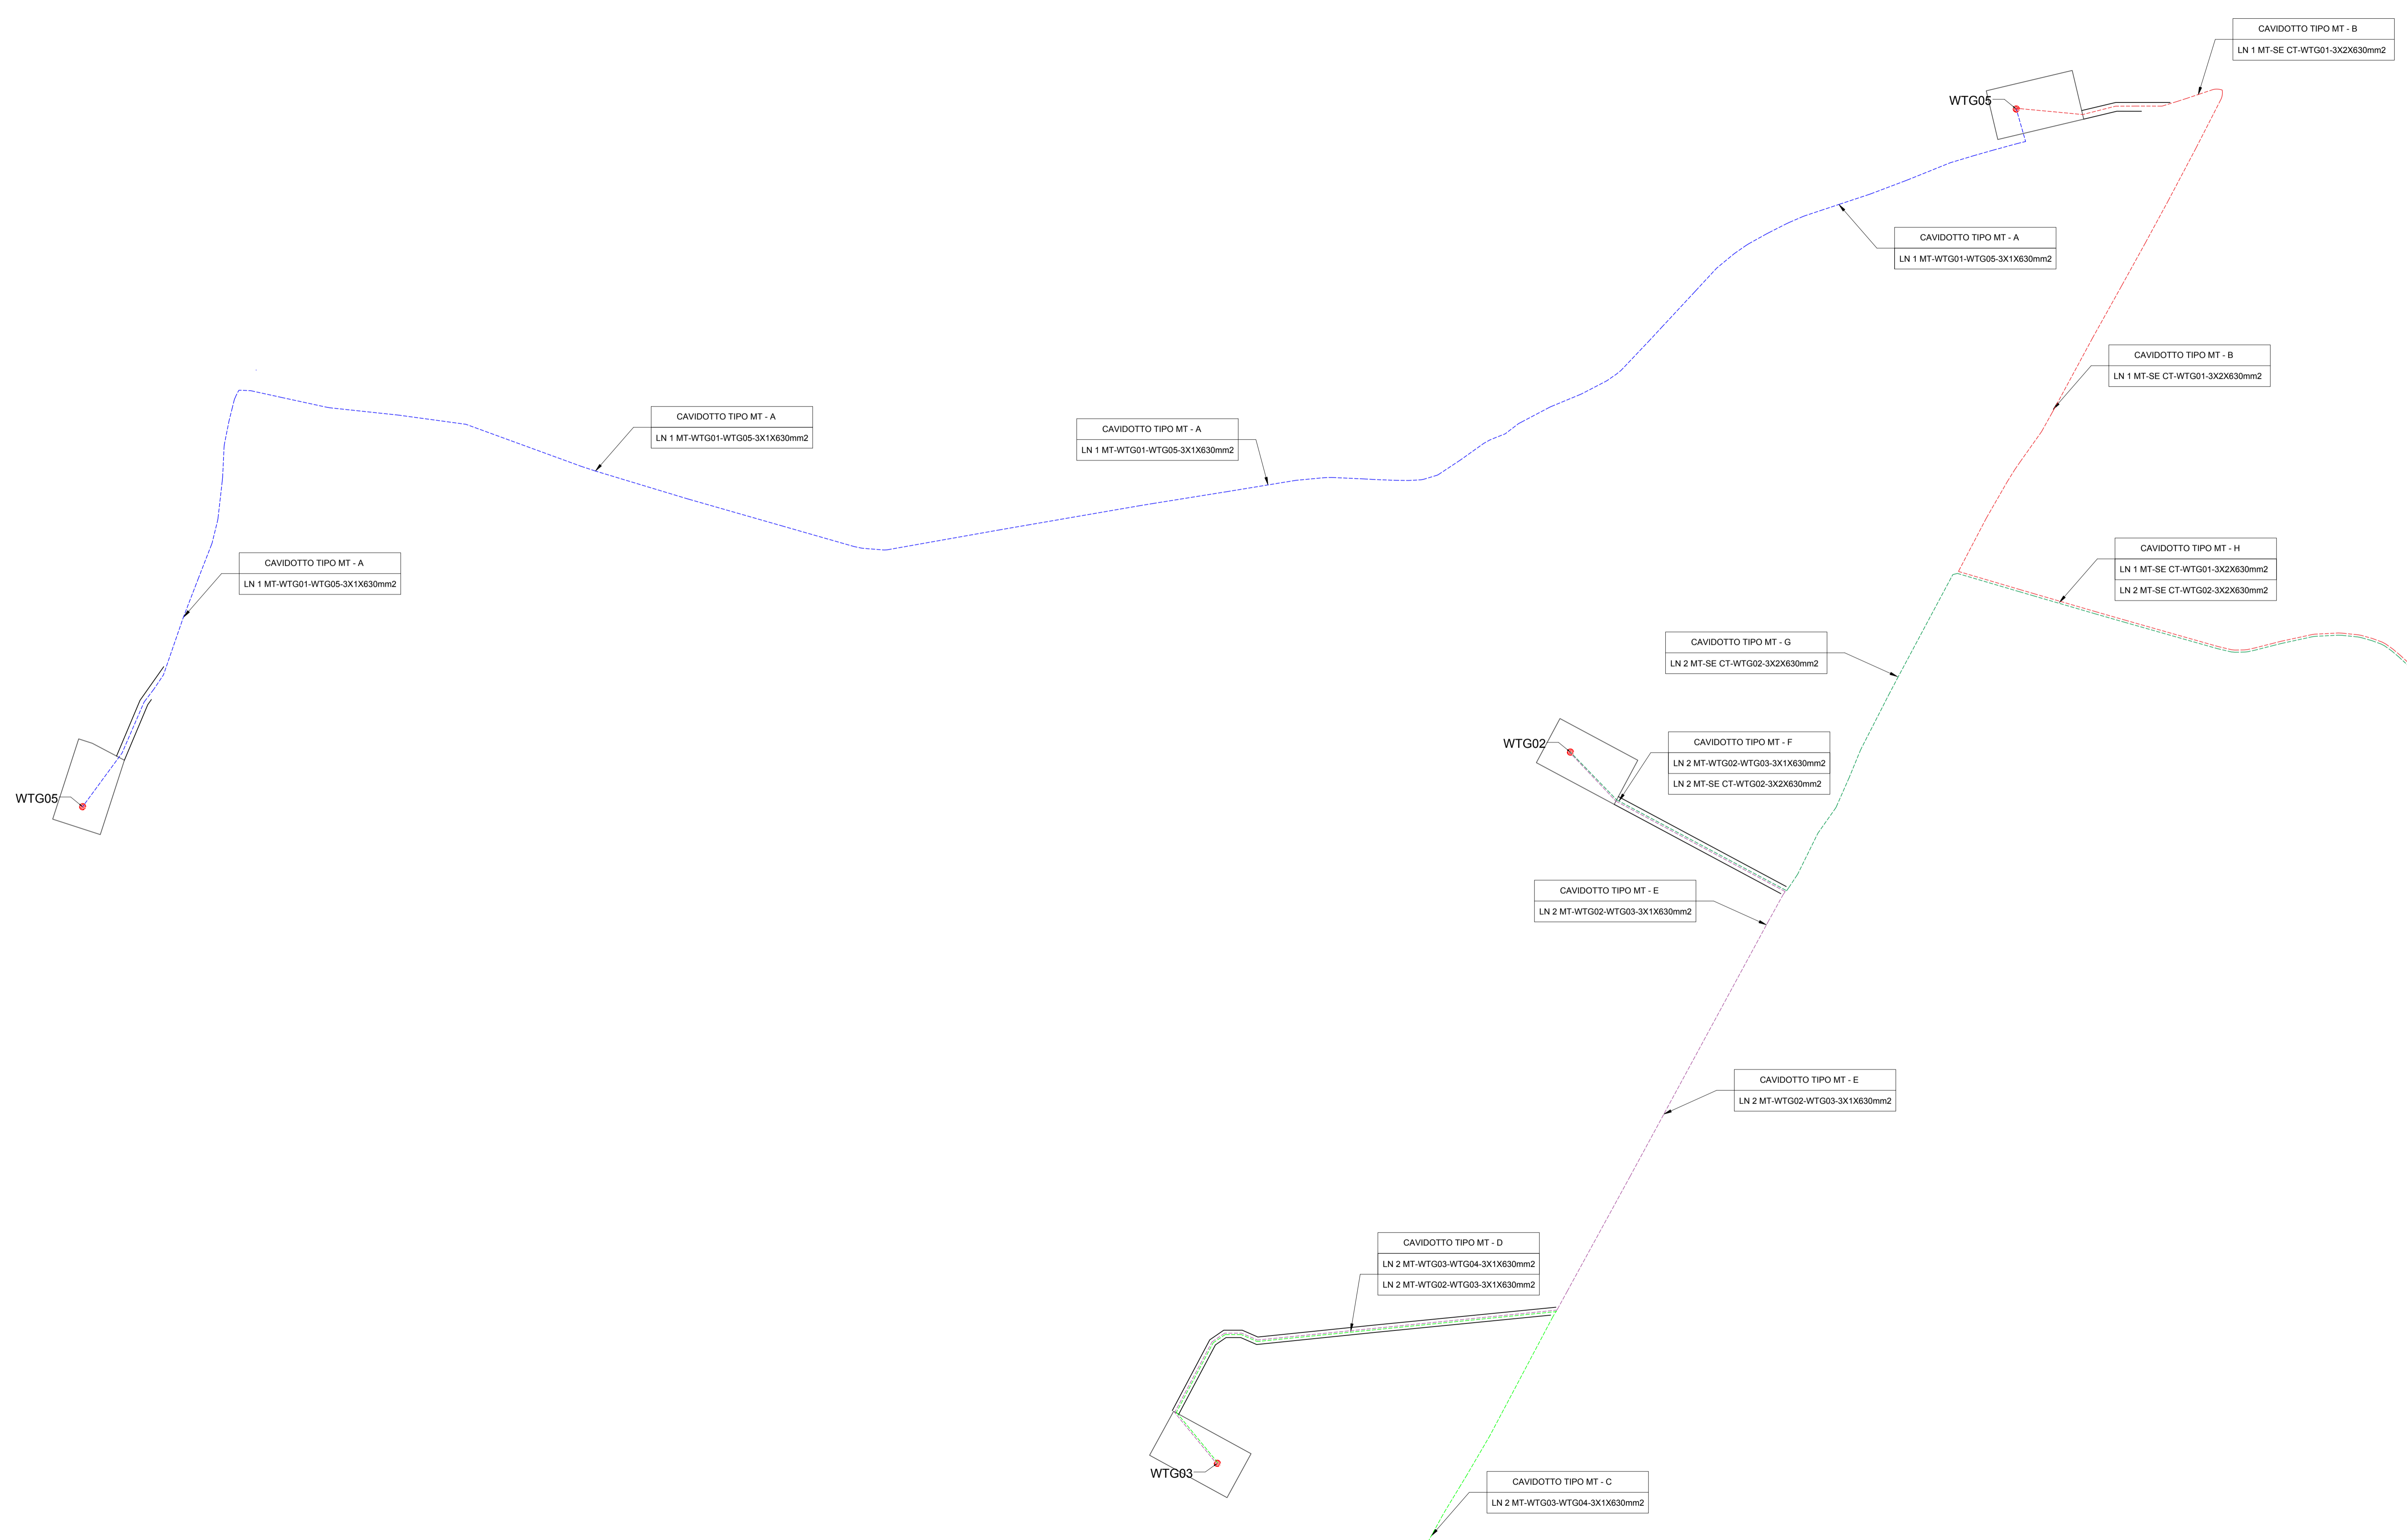 CAVIDOTTO TIPO MT - B
LN 1 MT-SE CT-WTG01-3X2X630mm2
WTG05
CAVIDOTTO TIPO MT - A
LN 1 MT-WTG01-WTG05-3X1X630mm2
CAVIDOTTO TIPO MT - B
LN 1 MT-SE CT-WTG01-3X2X630mm2
CAVIDOTTO TIPO MT - A
LN 1 MT-WTG01-WTG05-3X1X630mm2
CAVIDOTTO TIPO MT - A
LN 1 MT-WTG01-WTG05-3X1X630mm2
CAVIDOTTO TIPO MT - H
LN 1 MT-SE CT-WTG01-3X2X630mm2
LN 2 MT-SE CT-WTG02-3X2X630mm2
CAVIDOTTO TIPO MT - A
LN 1 MT-WTG01-WTG05-3X1X630mm2
CAVIDOTTO TIPO MT - G
LN 2 MT-SE CT-WTG02-3X2X630mm2
WTG02
CAVIDOTTO TIPO MT - F
LN 2 MT-WTG02-WTG03-3X1X630mm2
LN 2 MT-SE CT-WTG02-3X2X630mm2
WTG05
CAVIDOTTO TIPO MT - E
LN 2 MT-WTG02-WTG03-3X1X630mm2
CAVIDOTTO TIPO MT - E
LN 2 MT-WTG02-WTG03-3X1X630mm2
CAVIDOTTO TIPO MT - D
LN 2 MT-WTG03-WTG04-3X1X630mm2
LN 2 MT-WTG02-WTG03-3X1X630mm2
WTG03
CAVIDOTTO TIPO MT - C
LN 2 MT-WTG03-WTG04-3X1X630mm2